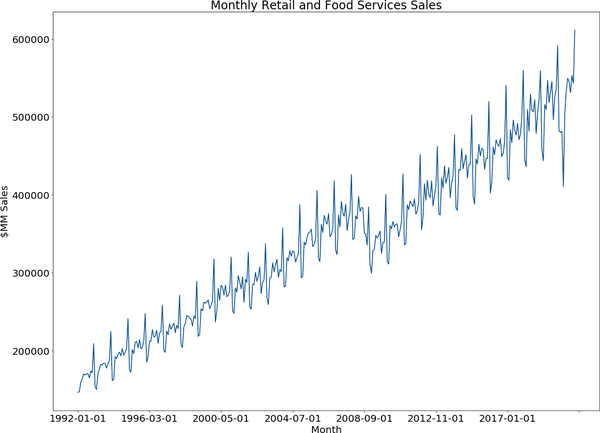 Monthly Retail and Food Services Sales
$MM Sales
600000
500000
400000
300000
200000
1992-01-01 1996-03-01 2000-05-01 2004-07-01 2008-09-01 2012-11-01 2017-01-01
Month